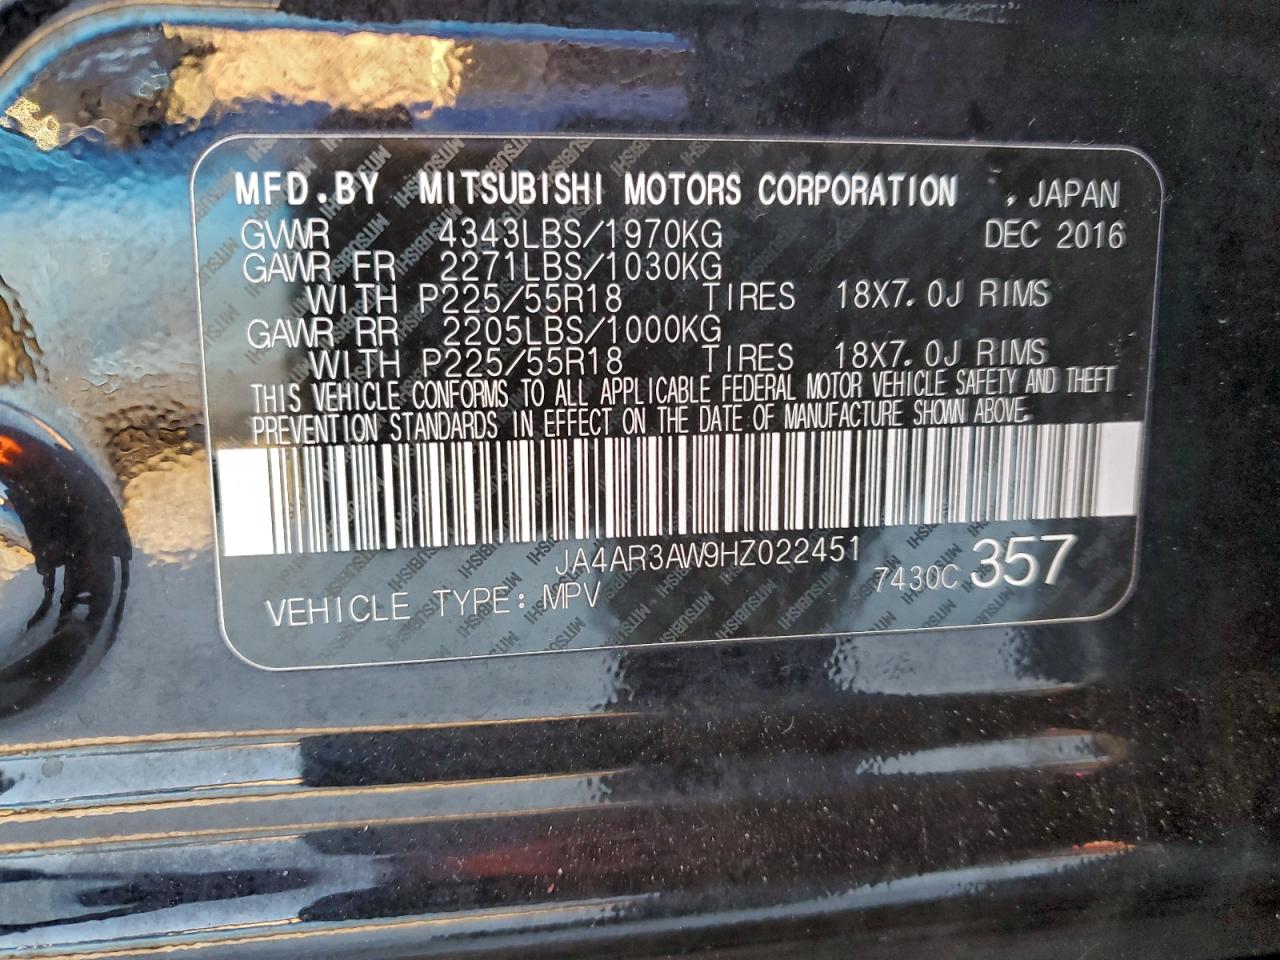 MFD.BY MITSUBISHI MOTORS CORPORATION , JAPAN
GVWR 4343LBS/1970KG DEC 2016
GAWR FR 2271LBS/1030KG
WITH P225/55R18 TIRES 18X7.0J RIMS
GAWR RR 2205LBS/1000KG
WITH P225/55R18 TIRES 18X7.0J RIMS
THIS VEHICLE CONFORMS TO ALL APPLICABLE FEDERAL MOTOR VEHICLE SAFETY AND THEFT
PREVENTION STANDARDS IN EFFECT ON THE DATE OF MANUFACTURE SHOWN ABOVE.
JA4AR3AW9HZ022451
7430C 357
VEHICLE TYPE: MPV